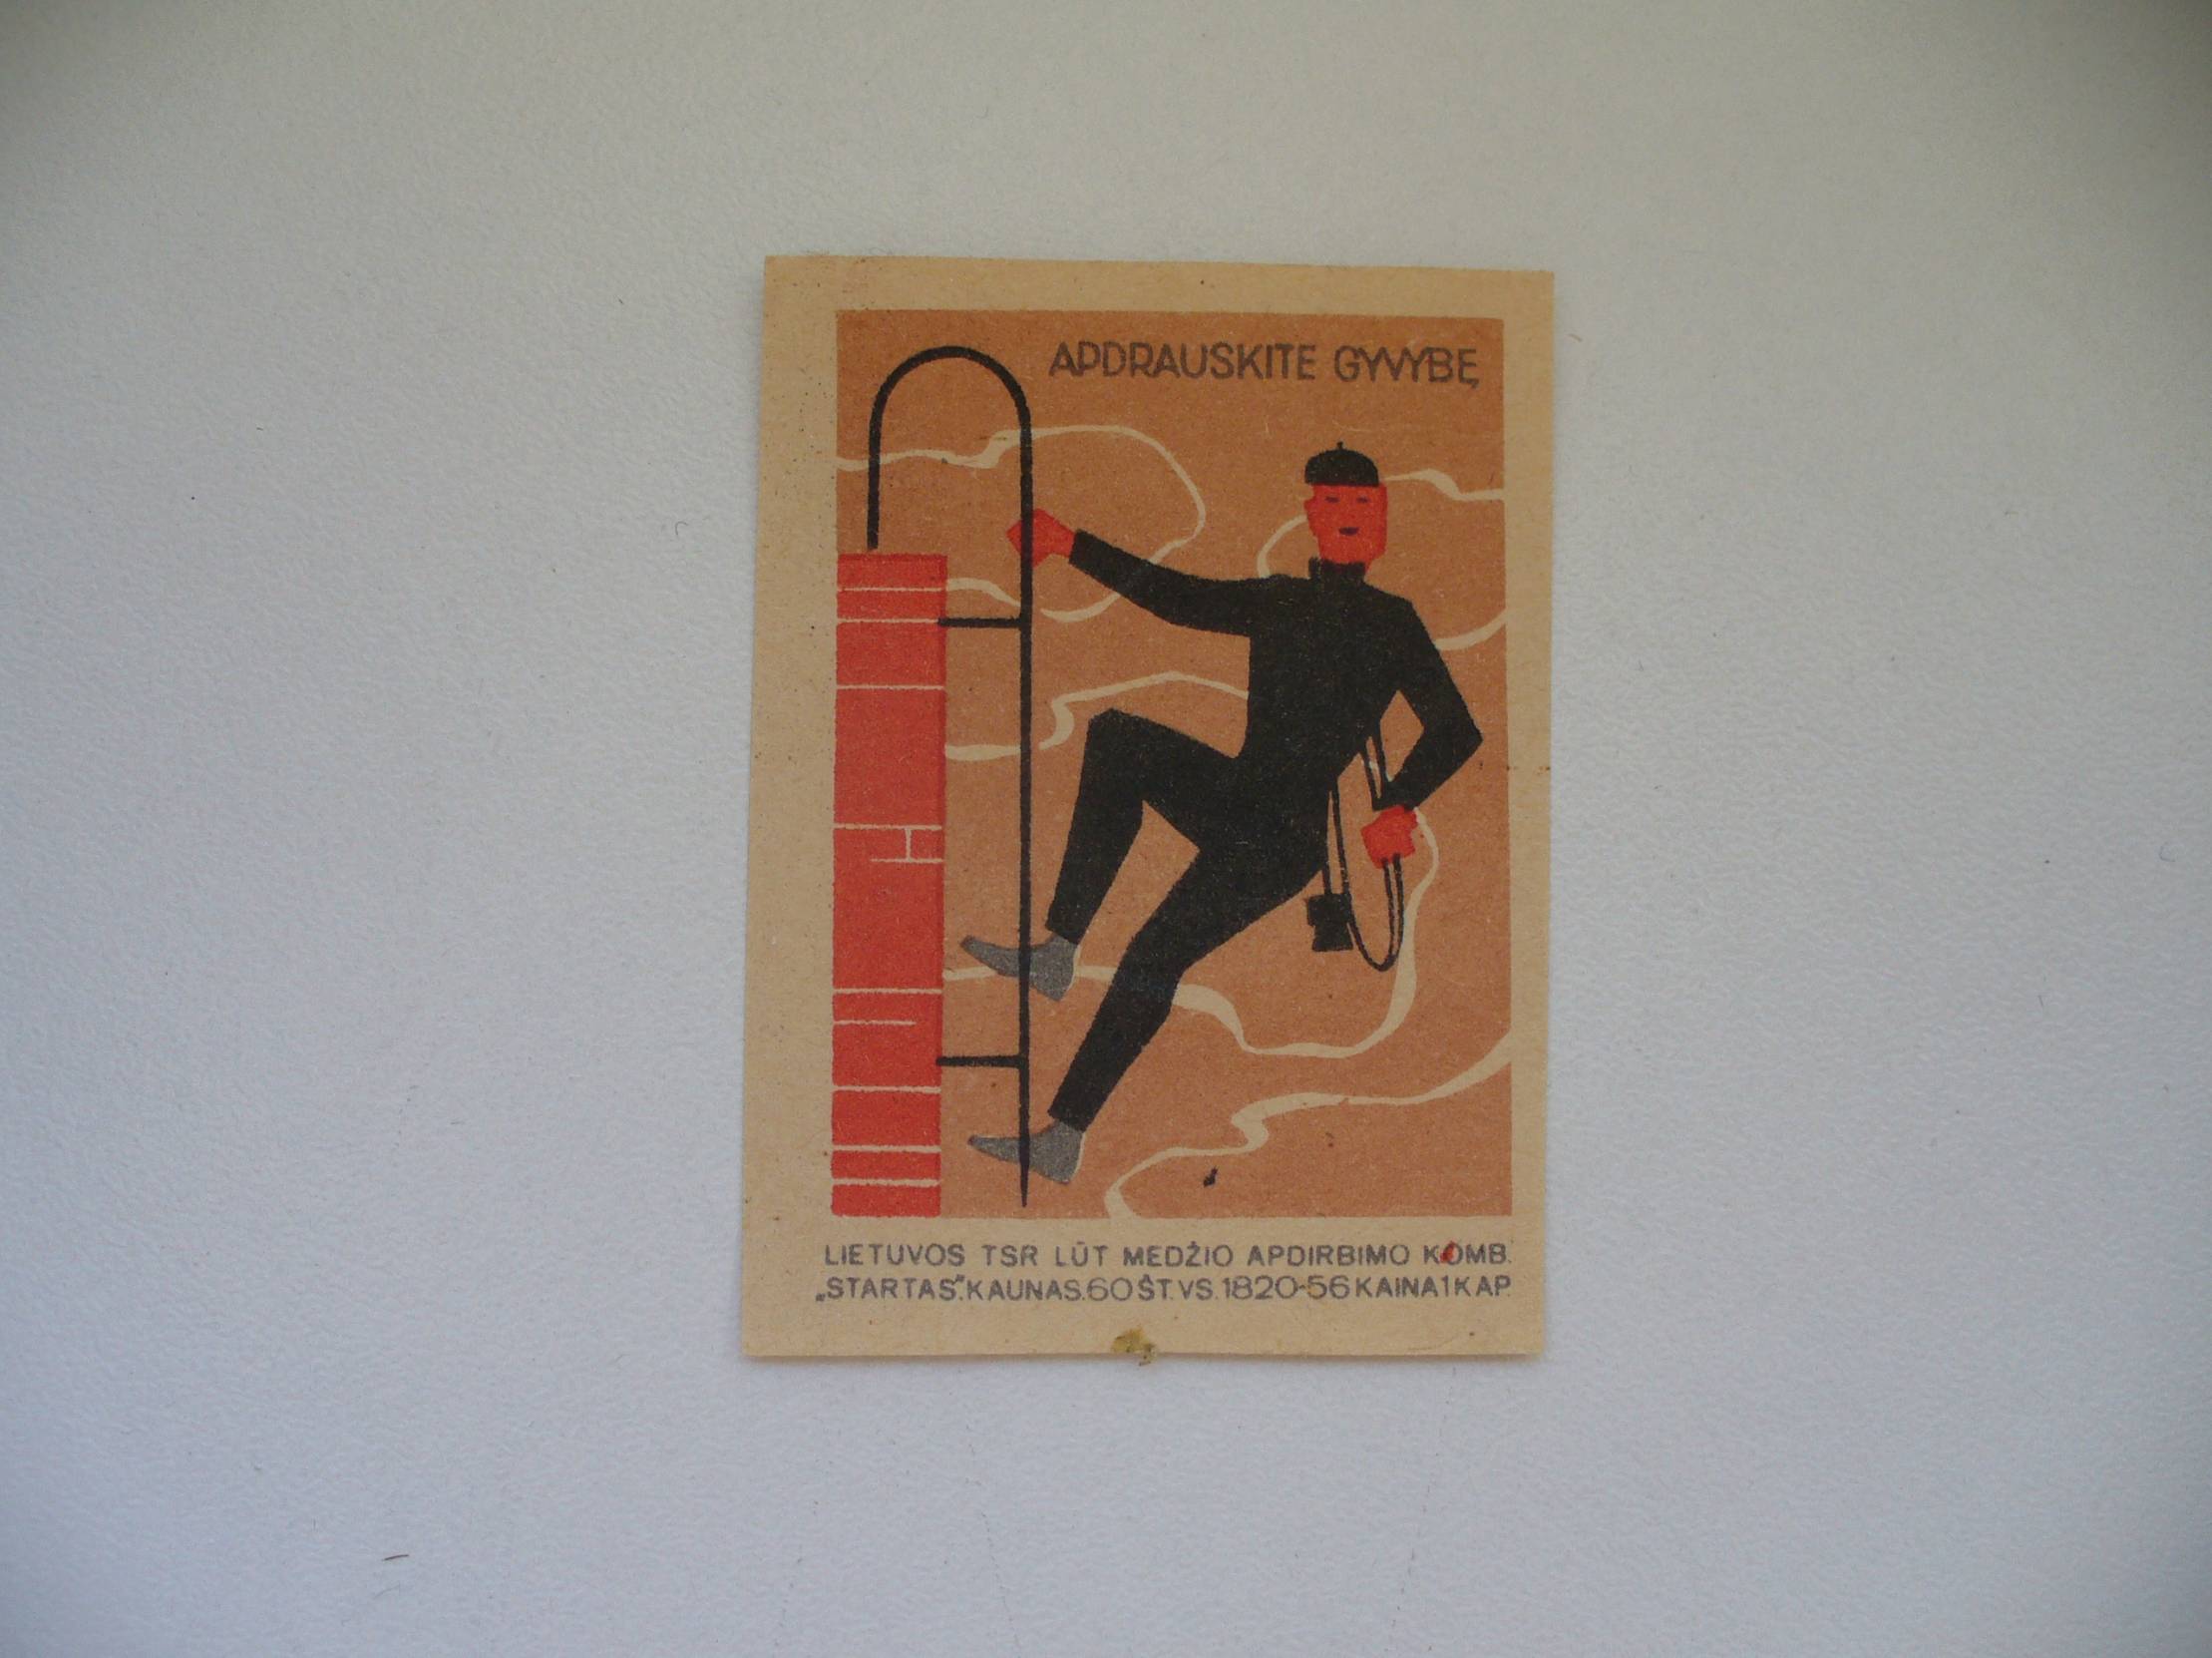 APDRAUSKITE GYVYBĘ
LIETUVOS TSR LŪT MEDŽIO APDIRBIMO KOMB.
„STARTAS“. KAUNAS. 60 ŠT. VS. 1820-56 KAINA 1 KAP.